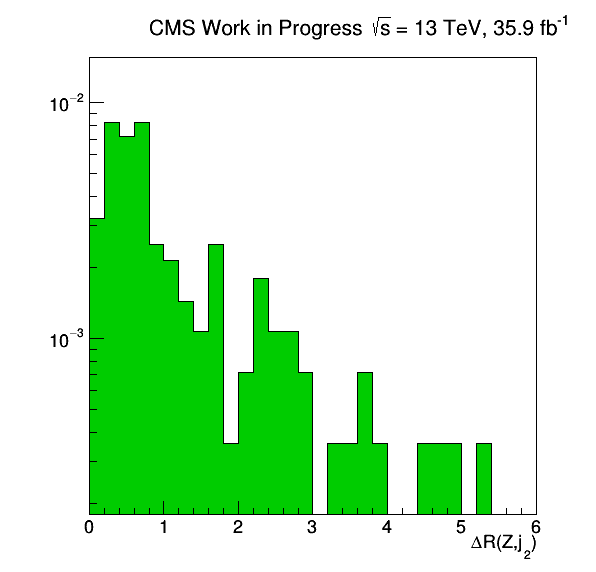 CMS Work in Progress √s = 13 TeV, 35.9 fb⁻¹
10⁻²
10⁻³
0 1 2 3 4 5 6
ΔR(Z,j₂)